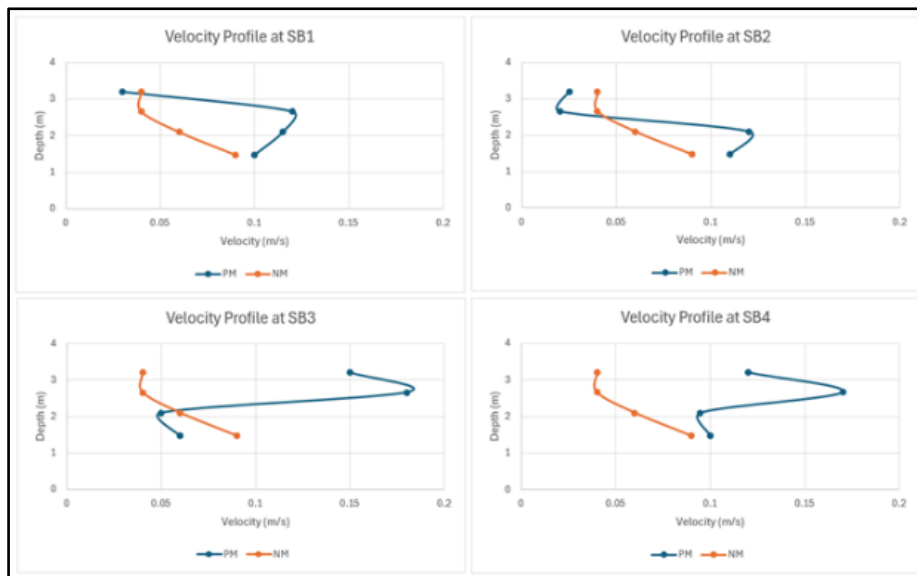 Velocity Profile at SB1
4
3
2
1
0
Depth (m)
0
0.05
0.1
0.15
0.2
Velocity (m/s)
PM
NM
Velocity Profile at SB2
4
3
2
1
0
Depth (m)
0
0.05
0.1
0.15
0.2
Velocity (m/s)
PM
NM
Velocity Profile at SB3
4
3
2
1
0
Depth (m)
0
0.05
0.1
0.15
0.2
Velocity (m/s)
PM
NM
Velocity Profile at SB4
4
3
2
1
0
Depth (m)
0
0.05
0.1
0.15
0.2
Velocity (m/s)
PM
NM